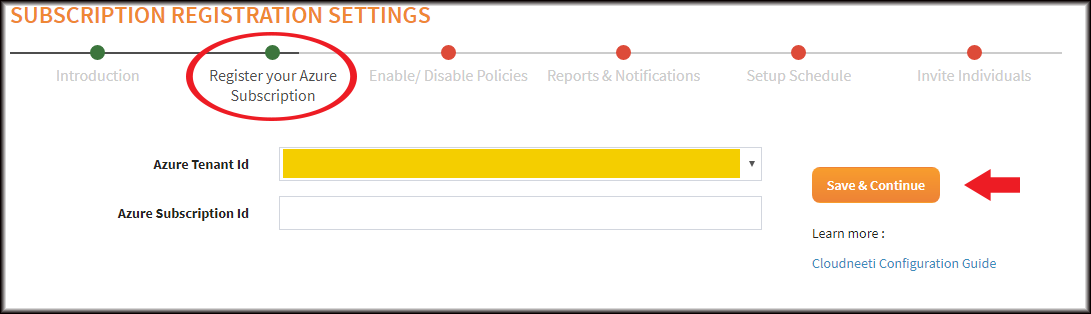 SUBSCRIPTION REGISTRATION SETTINGS
Introduction
Register your Azure
Subscription
Enable/ Disable Policies
Reports & Notifications
Setup Schedule
Invite Individuals
Azure Tenant Id
Save & Continue
Azure Subscription Id
Learn more :
Cloudneeti Configuration Guide